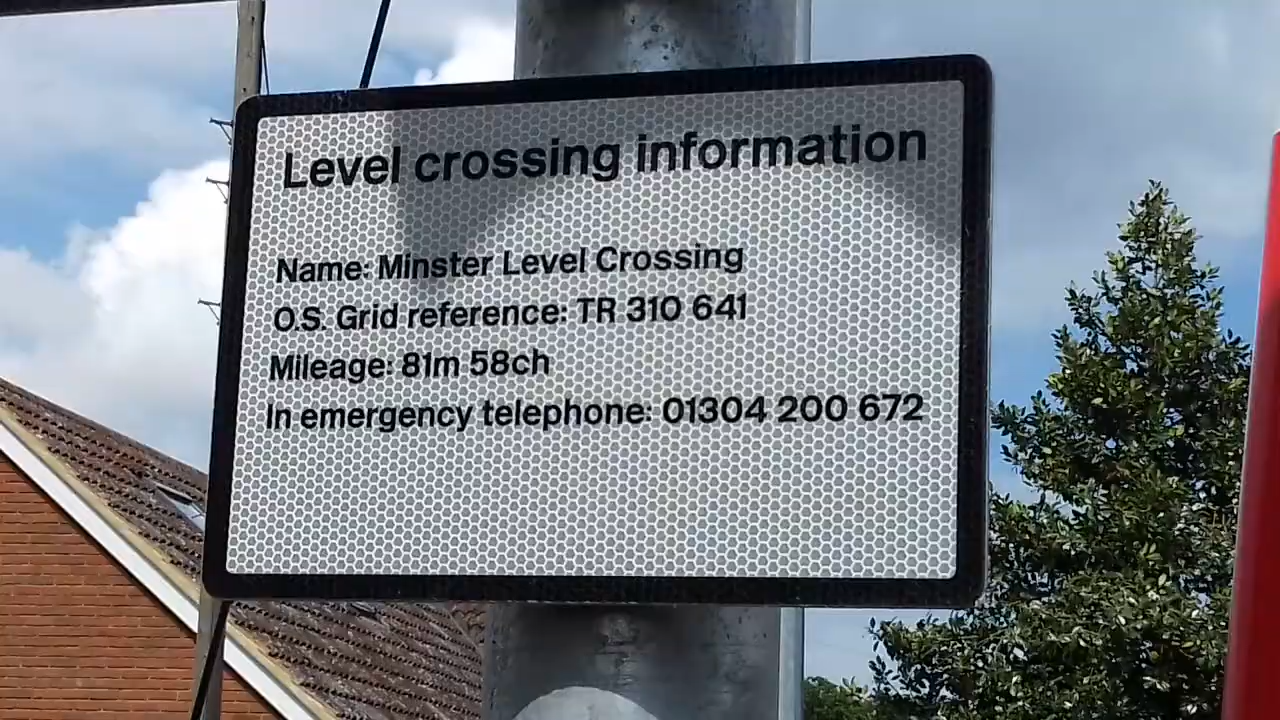 Level crossing information
Name: Minster Level Crossing
O.S. Grid reference: TR 310 641
Mileage: 81m 58ch
In emergency telephone: 01304 200 672